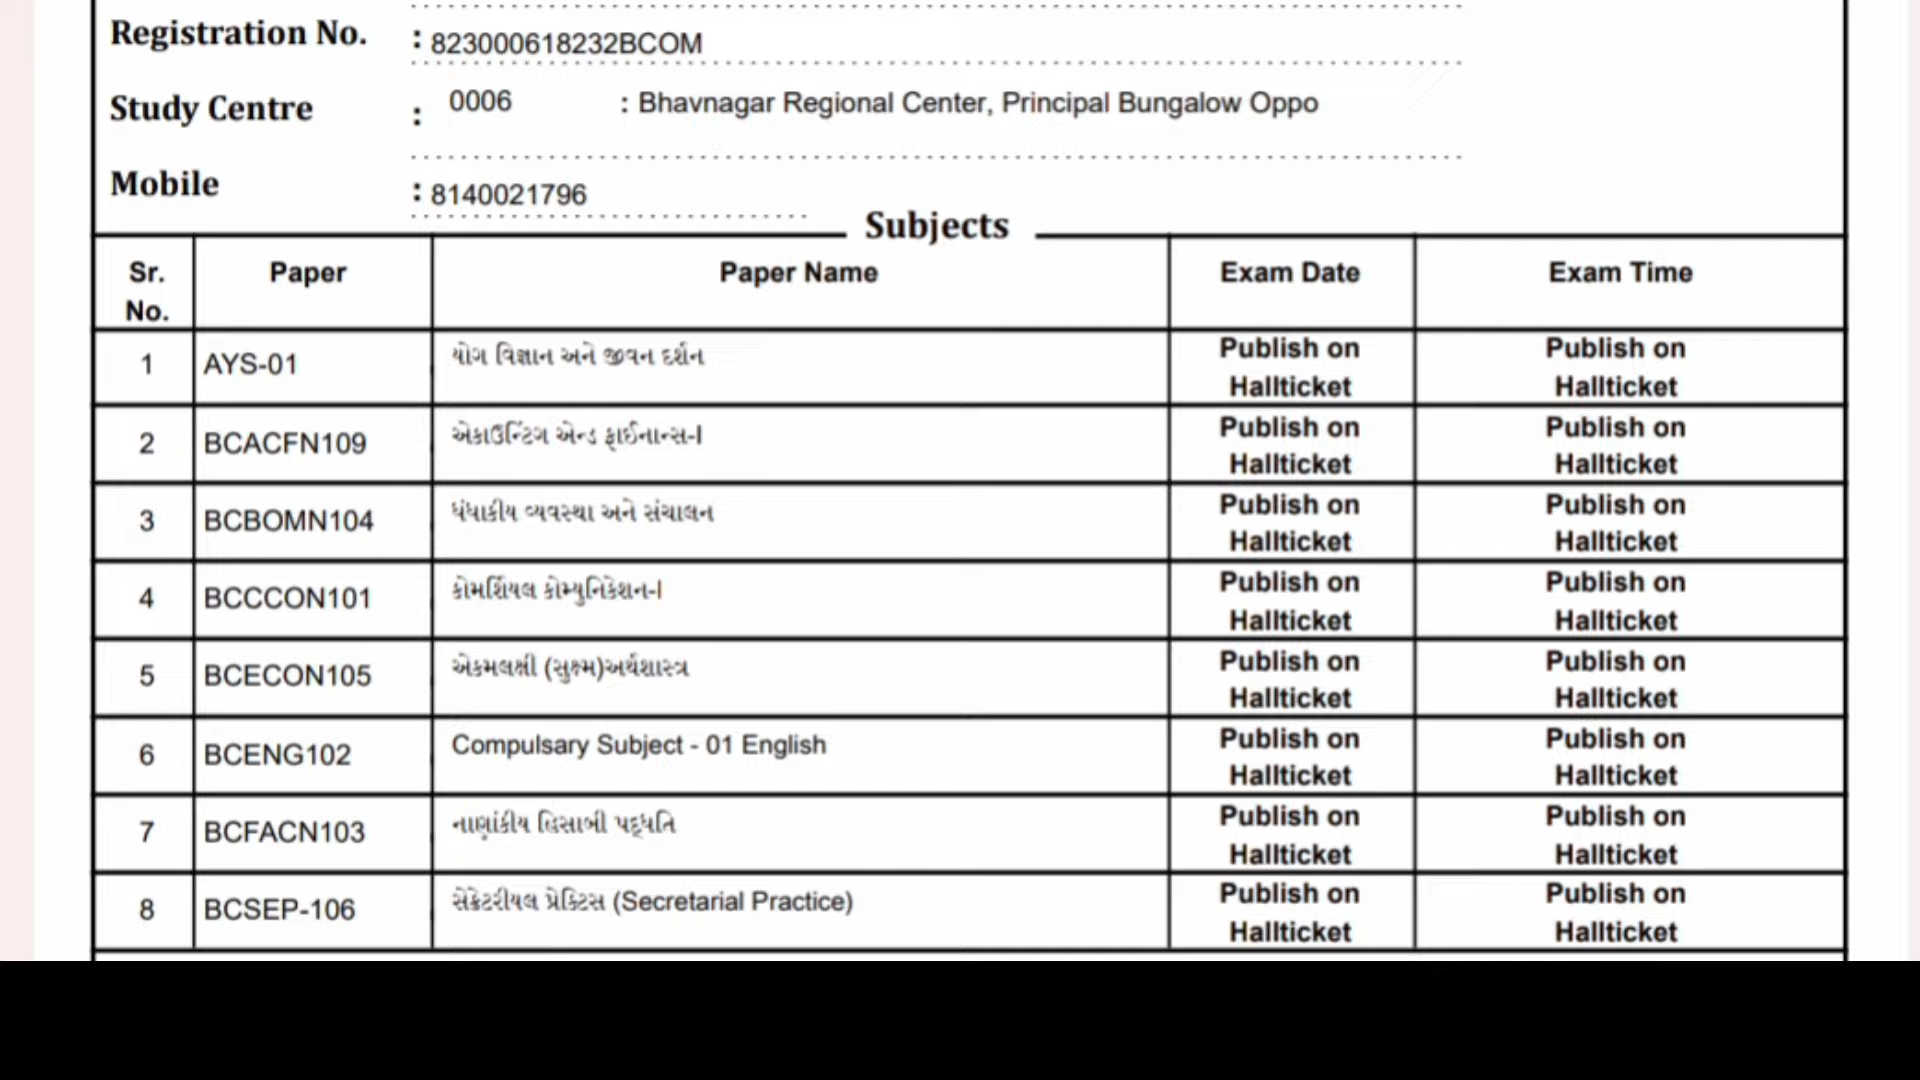 Registration No. : 823000618232BCOM
Study Centre : 0006 : Bhavnagar Regional Center, Principal Bungalow Oppo
Mobile : 8140021796
Subjects
Sr. No. Paper Paper Name Exam Date Exam Time
1 AYS-01 યોગ વિજ્ઞાન અને જીવન દર્શન Publish on Hallticket Publish on Hallticket
2 BCACFN109 એકાઉન્ટિંગ એન્ડ ફાઈનાન્સ-I Publish on Hallticket Publish on Hallticket
3 BCBOMN104 ધંધાકીય વ્યવસ્થા અને સંચાલન Publish on Hallticket Publish on Hallticket
4 BCCCON101 કોમર્શિયલ કોમ્યુનિકેશન-I Publish on Hallticket Publish on Hallticket
5 BCECON105 એકમલક્ષી (સુક્ષ્મ)અર્થશાસ્ત્ર Publish on Hallticket Publish on Hallticket
6 BCENG102 Compulsary Subject - 01 English Publish on Hallticket Publish on Hallticket
7 BCFACN103 નાણાંકીય હિસાબી પદ્ધતિ Publish on Hallticket Publish on Hallticket
8 BCSEP-106 સેક્રેટરીયલ પ્રેક્ટિસ (Secretarial Practice) Publish on Hallticket Publish on Hallticket